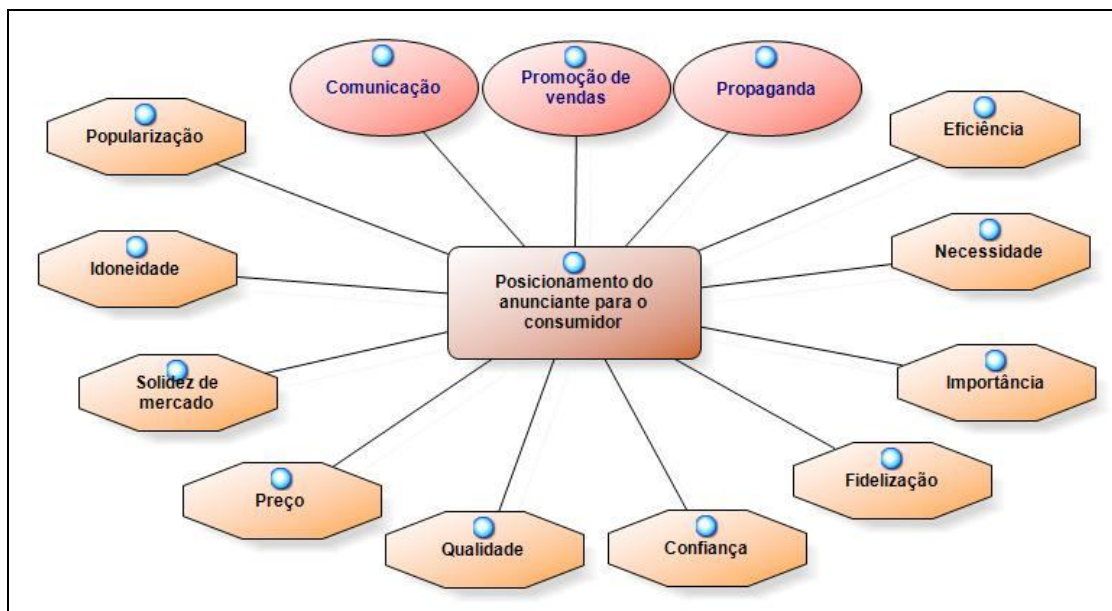 Comunicação
Promoção de
vendas
Propaganda
Popularização
Eficiência
Idoneidade
Necessidade
Posicionamento do
anunciante para o
consumidor
Solidez de
mercado
Importância
Preço
Fidelização
Qualidade
Confiança